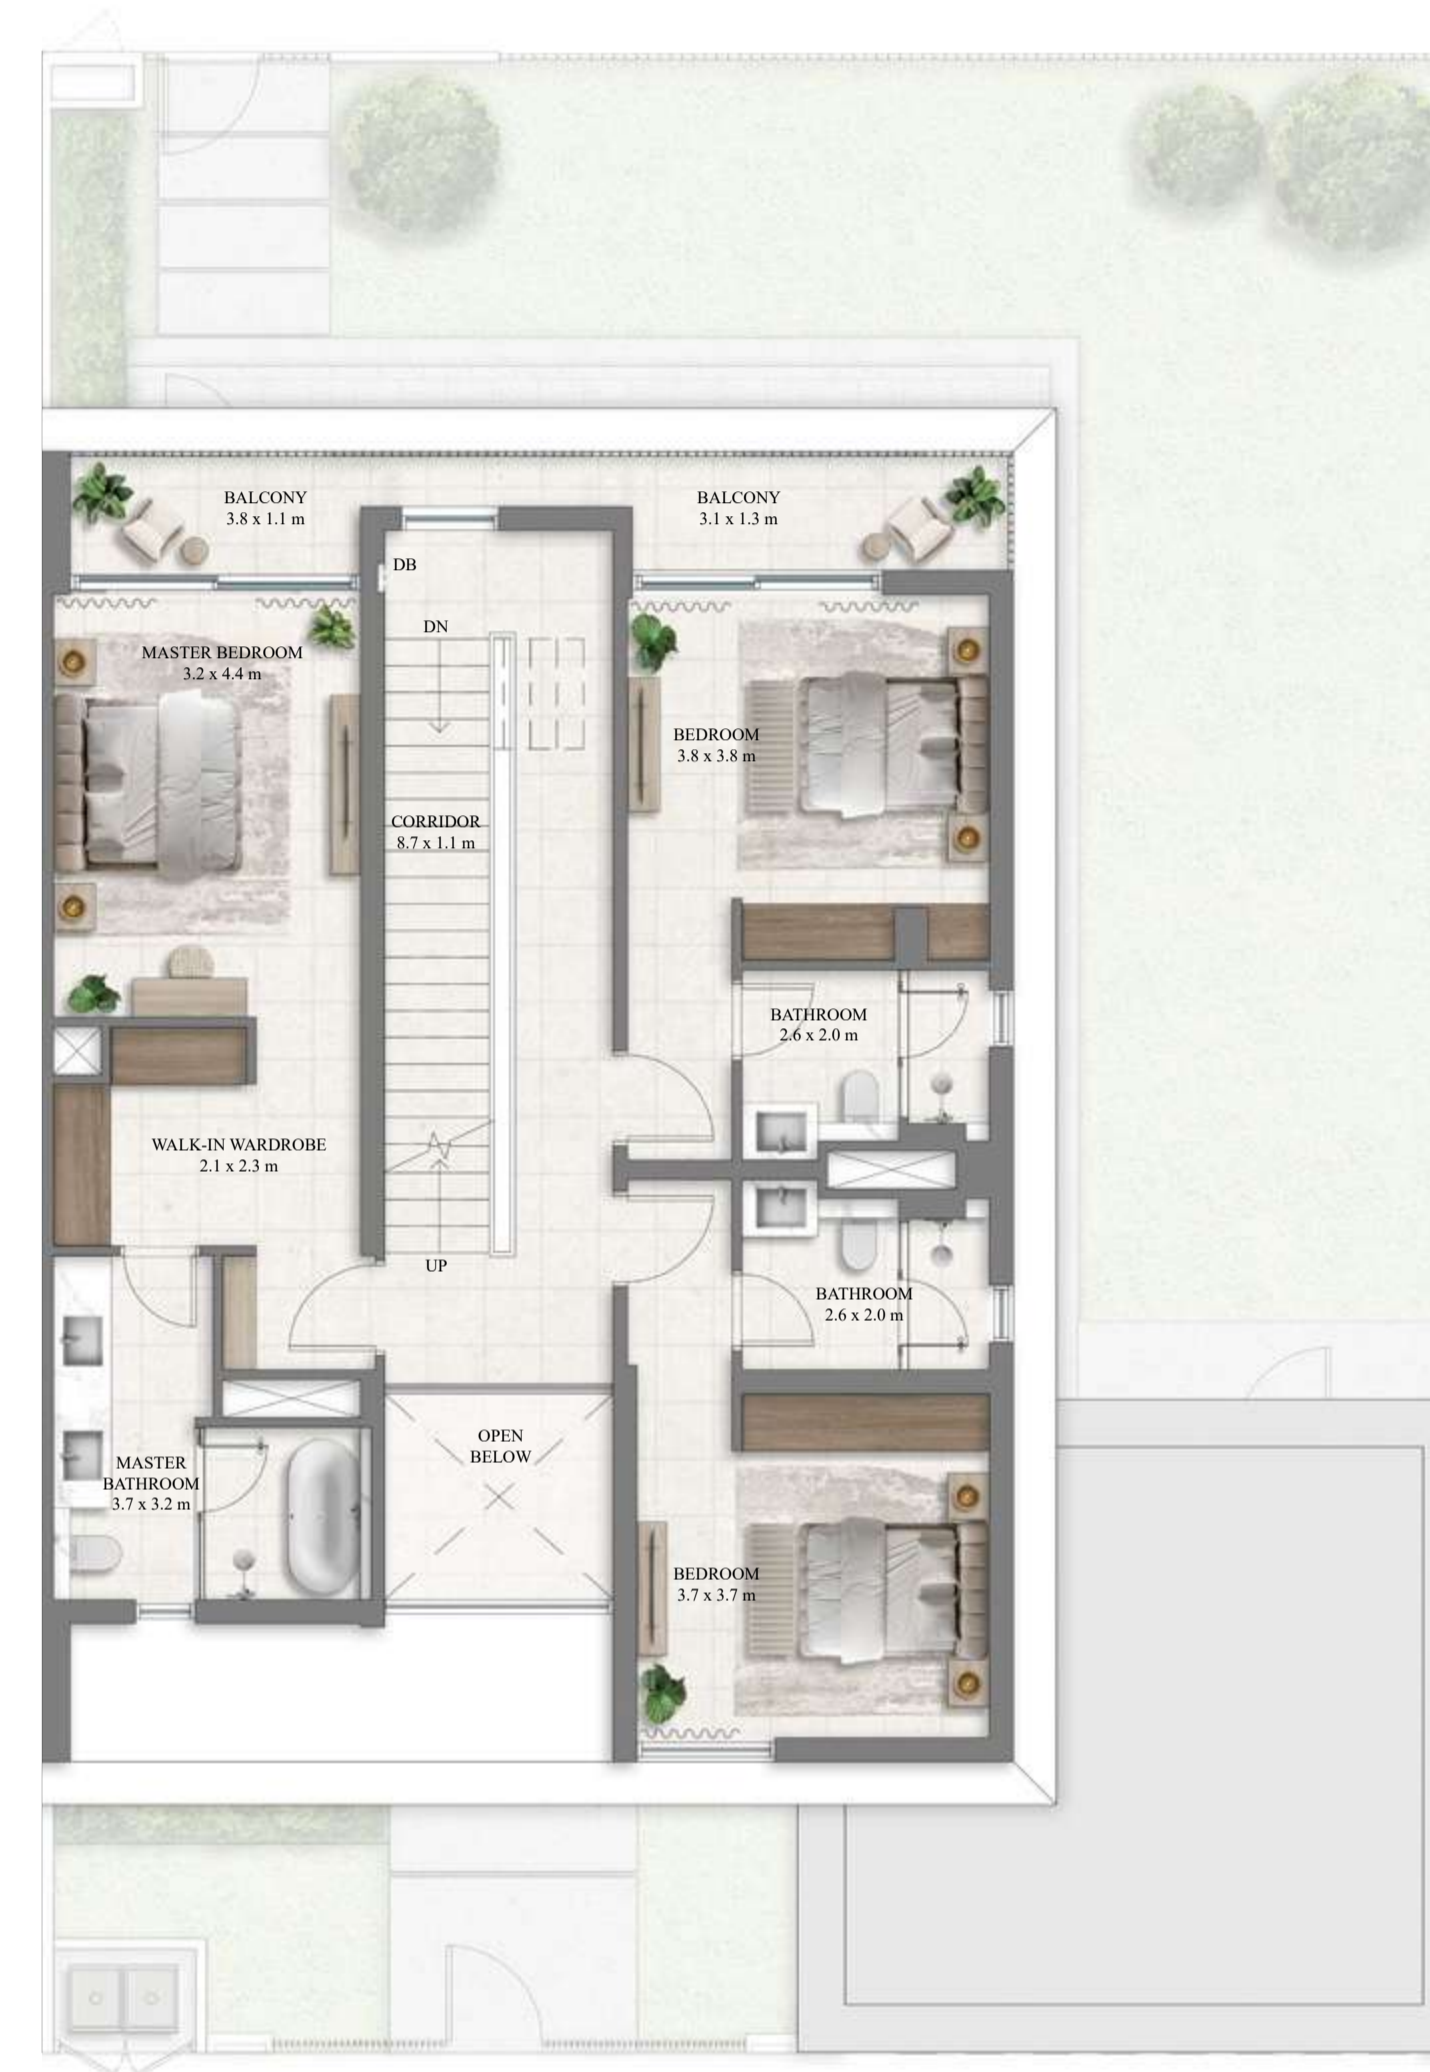 BALCONY
3.8 x 1.1 m
BALCONY
3.1 x 1.3 m
DB
DN
MASTER BEDROOM
3.2 x 4.4 m
BEDROOM
3.8 x 3.8 m
CORRIDOR
8.7 x 1.1 m
BATHROOM
2.6 x 2.0 m
WALK-IN WARDROBE
2.1 x 2.3 m
UP
BATHROOM
2.6 x 2.0 m
OPEN
BELOW
MASTER
BATHROOM
3.7 x 3.2 m
BEDROOM
3.7 x 3.7 m